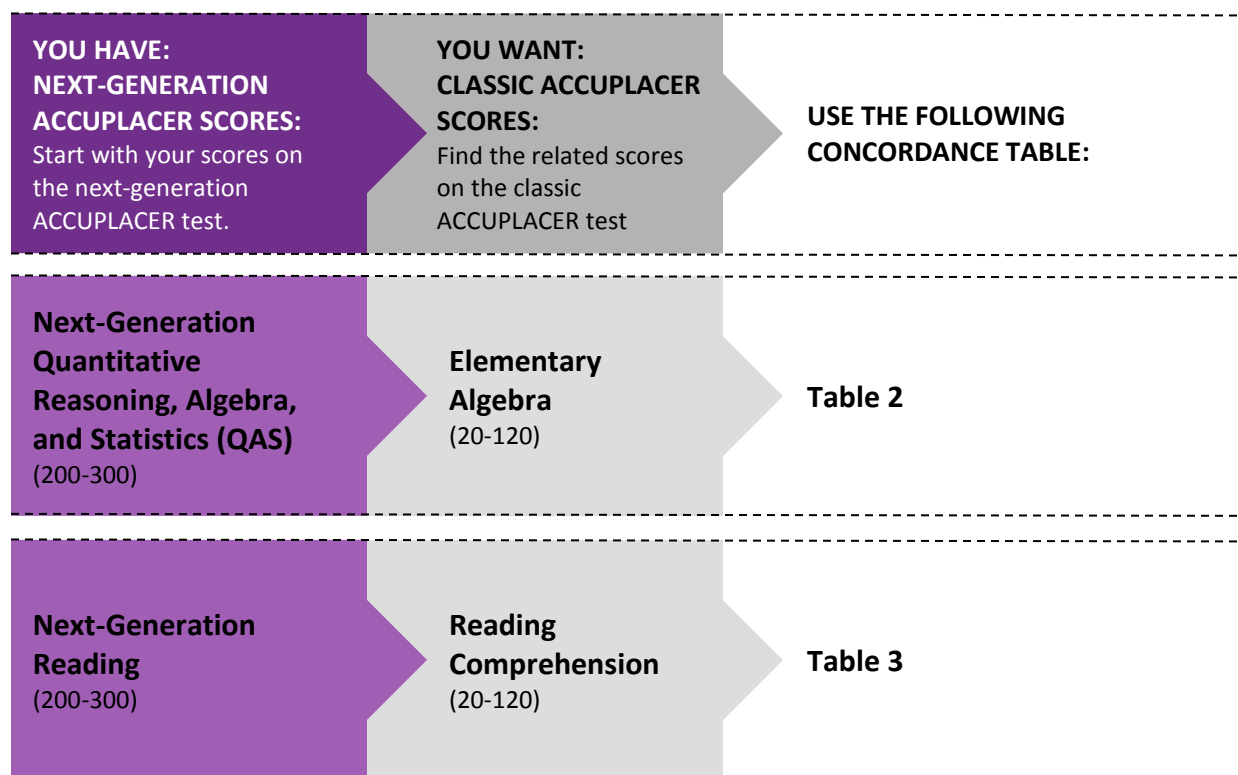 YOU HAVE:
NEXT-GENERATION
ACCUPLACER SCORES:
Start with your scores on
the next-generation
ACCUPLACER test.
YOU WANT:
CLASSIC ACCUPLACER
SCORES:
Find the related scores
on the classic
ACCUPLACER test
USE THE FOLLOWING
CONCORDANCE TABLE:
Next-Generation
Quantitative
Reasoning, Algebra,
and Statistics (QAS)
(200-300)
Elementary
Algebra
(20-120)
Table 2
Next-Generation
Reading
(200-300)
Reading
Comprehension
(20-120)
Table 3